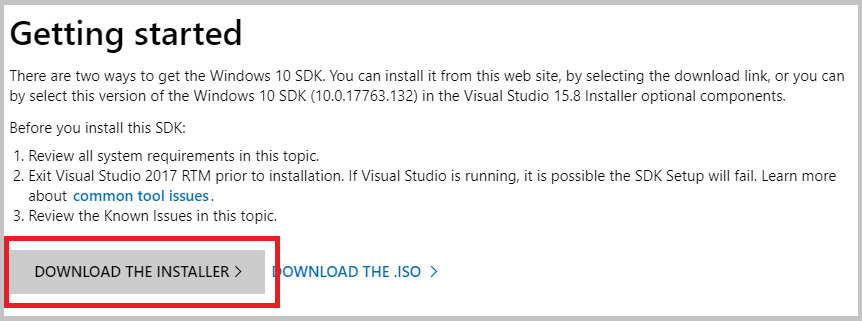 Getting started
There are two ways to get the Windows 10 SDK. You can install it from this web site, by selecting the download link, or you can
by select this version of the Windows 10 SDK (10.0.17763.132) in the Visual Studio 15.8 Installer optional components.
Before you install this SDK:
1. Review all system requirements in this topic.
2. Exit Visual Studio 2017 RTM prior to installation. If Visual Studio is running, it is possible the SDK Setup will fail. Learn more
about common tool issues.
3. Review the Known Issues in this topic.
DOWNLOAD THE INSTALLER > DOWNLOAD THE .ISO >